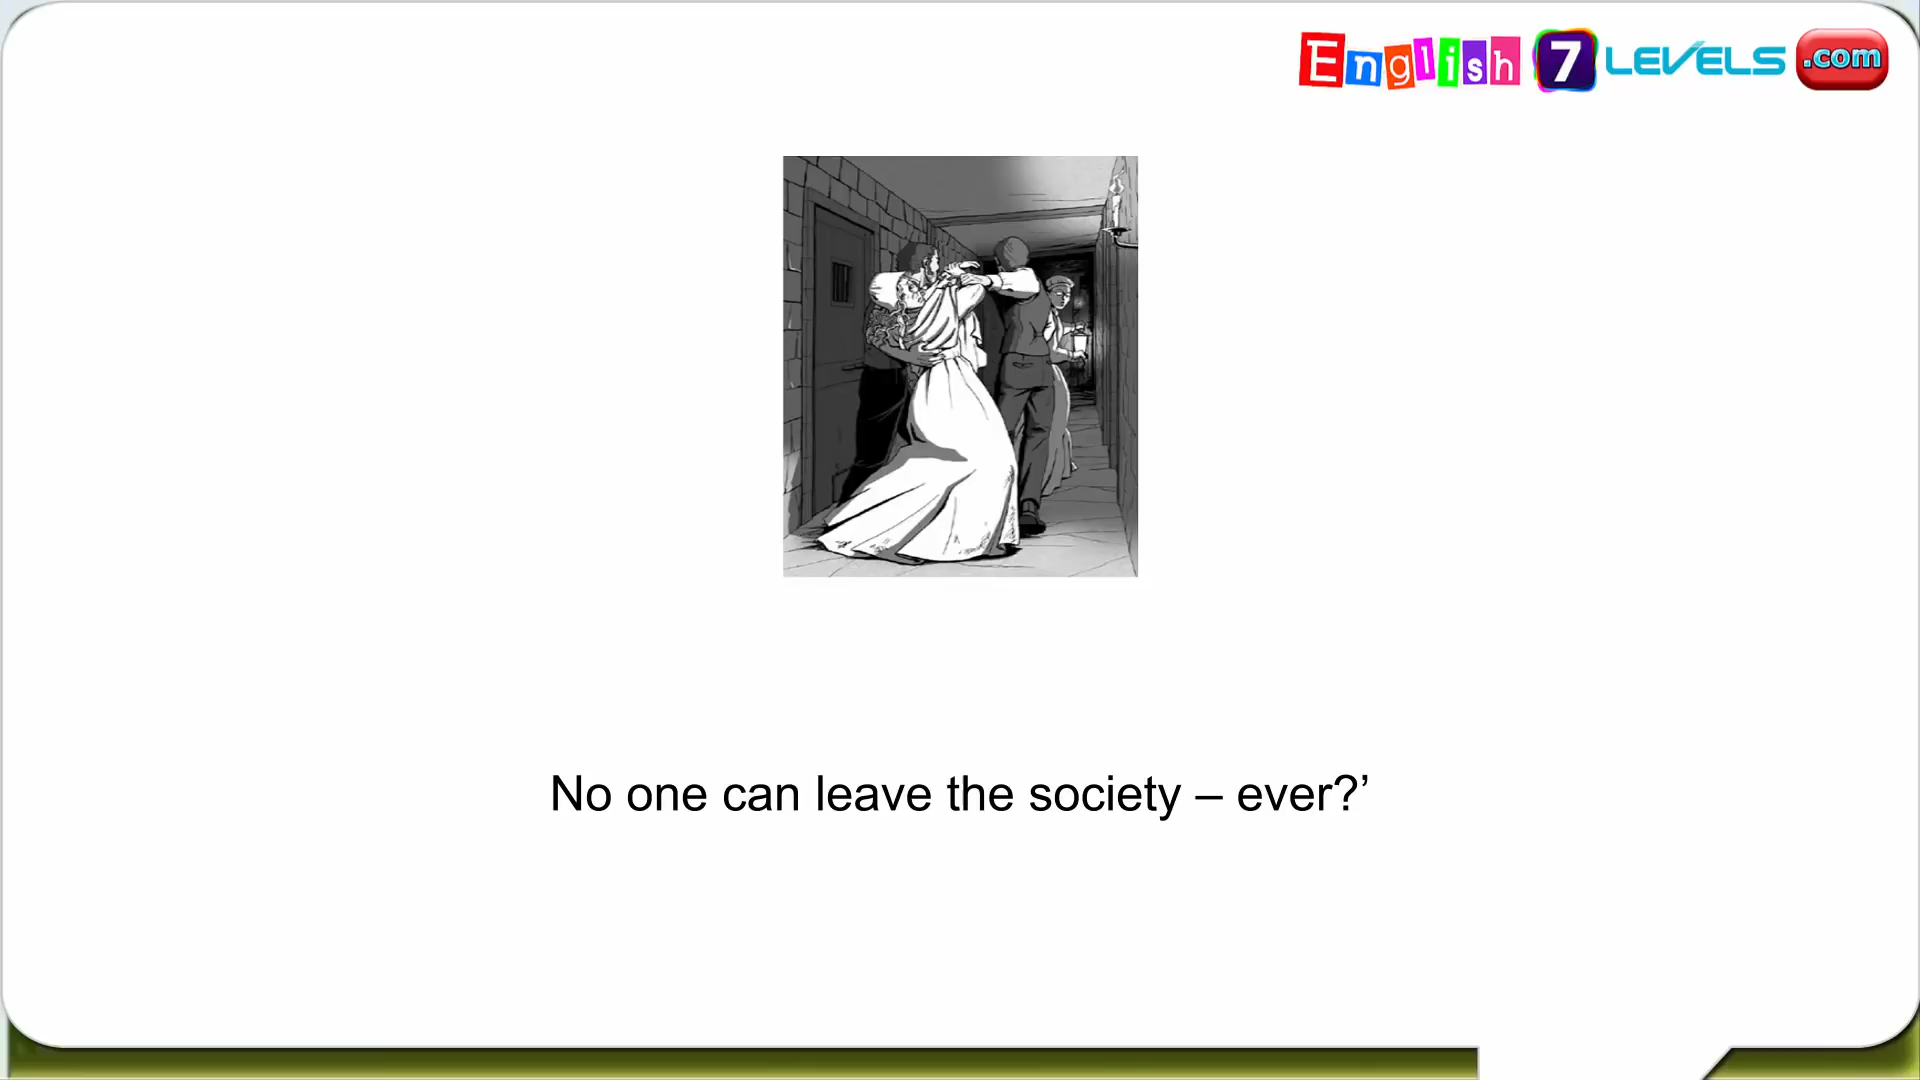 English 7 LEVELS .com
No one can leave the society – ever?’